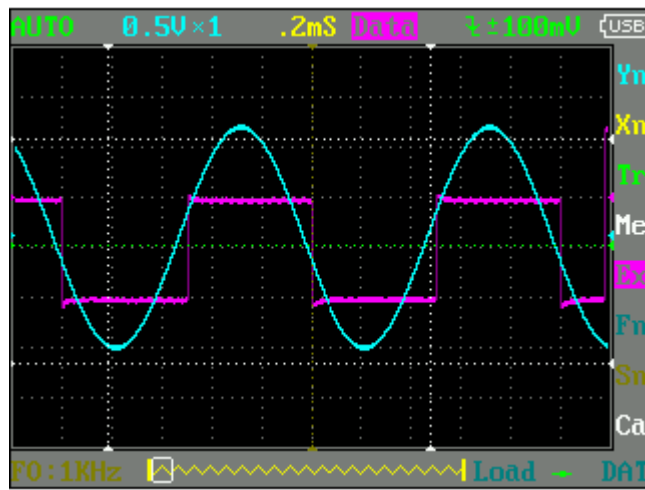 AUTO 0.5V×1 .2mS Data ±100mV USB
Yn
Xn
Tr
Me
Ex
Fn
Sn
Ca
F0:1KHz Load DAT